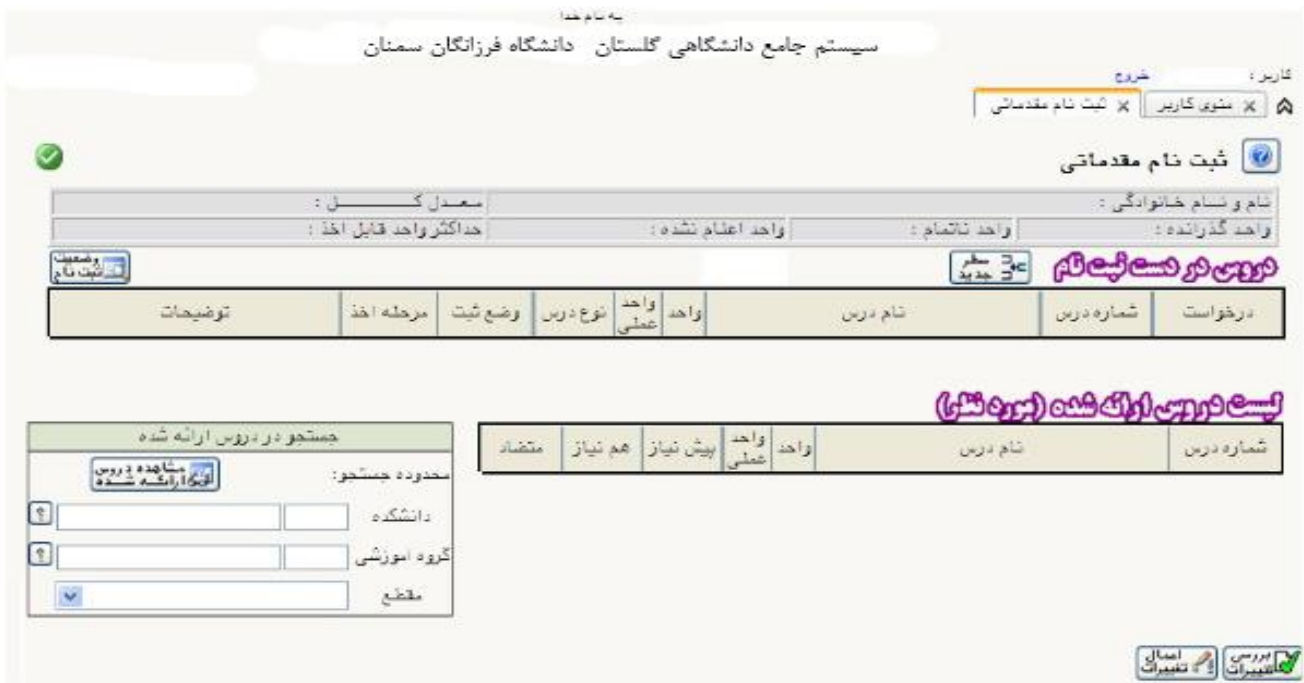 به نام خدا
سیستم جامع دانشگاهی گلستان دانشگاه فرزانگان سمنان
کاربر : خروج
منوی کاربر ثبت نام مقدماتی
ثبت نام مقدماتی
نام و نام خانوادگی : معدل کل :
واحد گذرانده : واحد ناتمام : واحد اعلام نشده : حداکثر واحد قابل اخذ :
دروس در دست ثبت نام سطر جدید وضعیت ثبت نام
درخواست شماره درس نام درس واحد واحد عملی نوع درس وضع ثبت مرحله اخذ توضیحات
لیست دروس ارائه شده (مورد نظر)
شماره درس نام درس واحد واحد عملی پیش نیاز هم نیاز متضاد
جستجو در دروس ارائه شده
محدوده جستجو: مشاهده دروس ارائه شده
دانشکده
گروه آموزشی
مقطع
بررسی تغییرات اعمال تغییرات